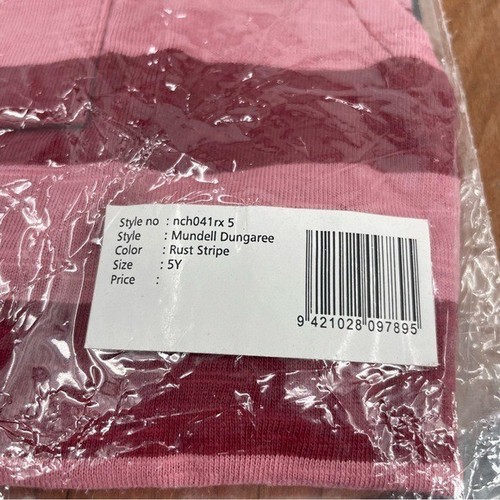 Style no : nch041rx 5
Style : Mundell Dungaree
Color : Rust Stripe
Size : 5Y
Price :
9 421028 097895